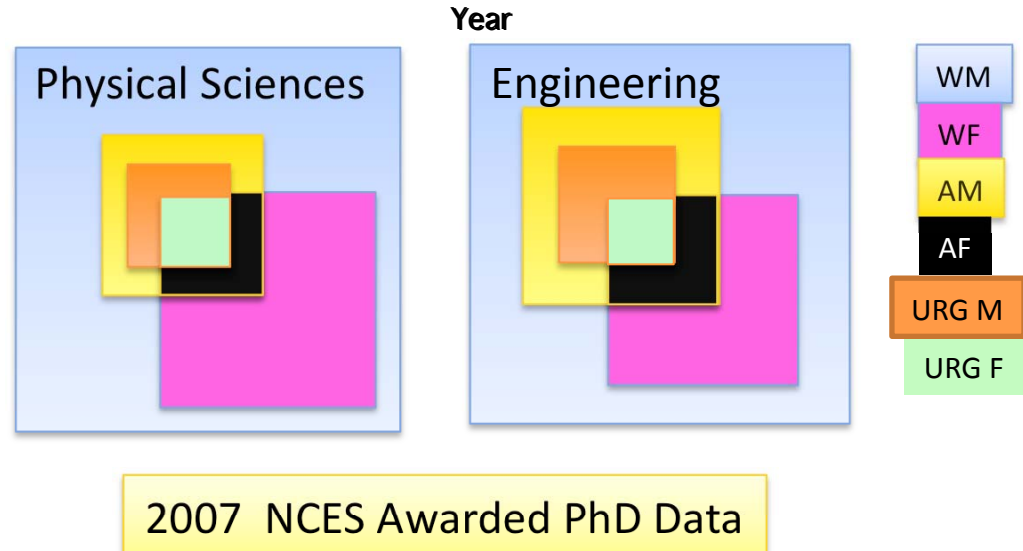 Year
Physical Sciences
Engineering
WM
WF
AM
AF
URG M
URG F
2007 NCES Awarded PhD Data